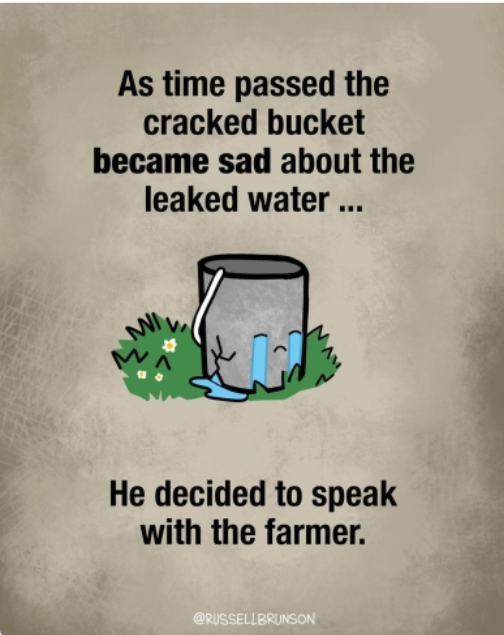 As time passed the
cracked bucket
became sad about the
leaked water ...
He decided to speak
with the farmer.
@RUSSELLBRUNSON